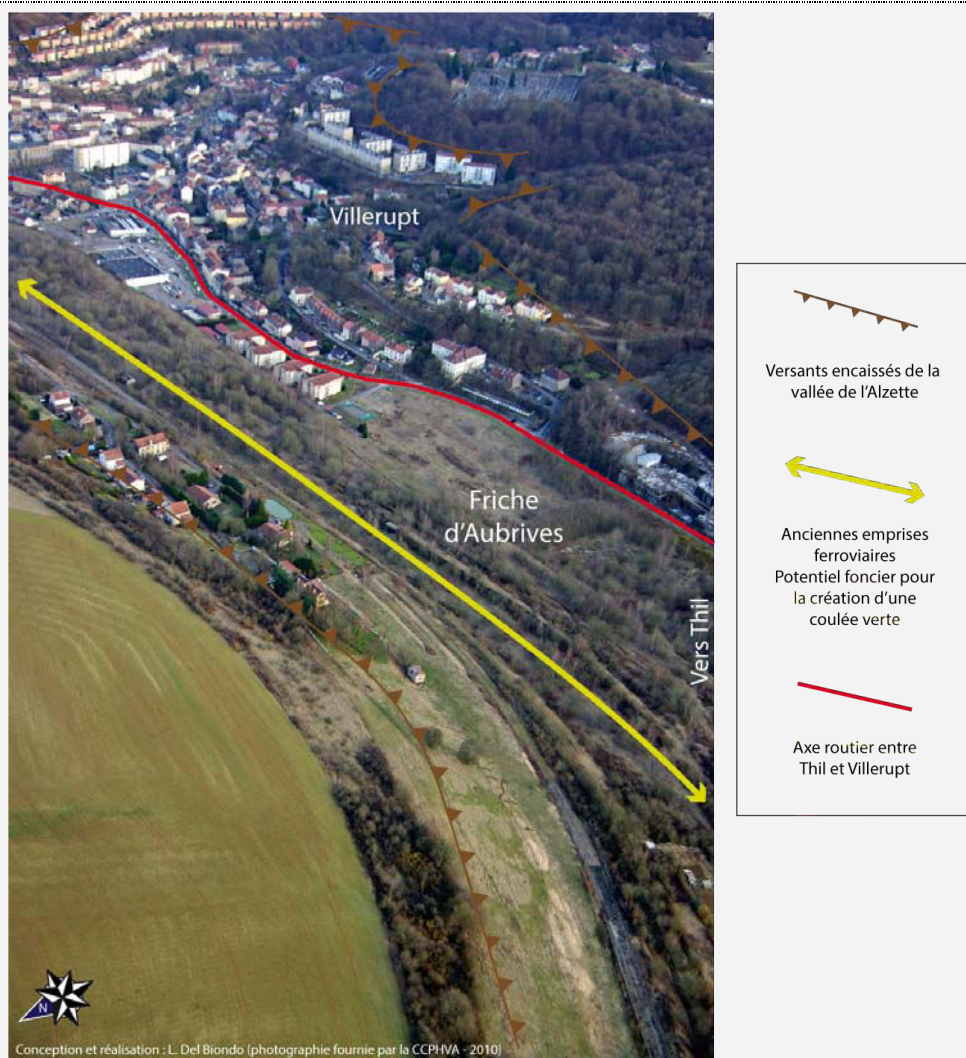 Villerupt
Friche
d'Aubrives
Vers Thil
N
Conception et réalisation : L. Del Biondo (photographie fournie par la CCPHVA - 2010)
Versants encaissés de la
vallée de l'Alzette
Anciennes emprises
ferroviaires
Potentiel foncier pour
la création d'une
coulée verte
Axe routier entre
Thil et Villerupt